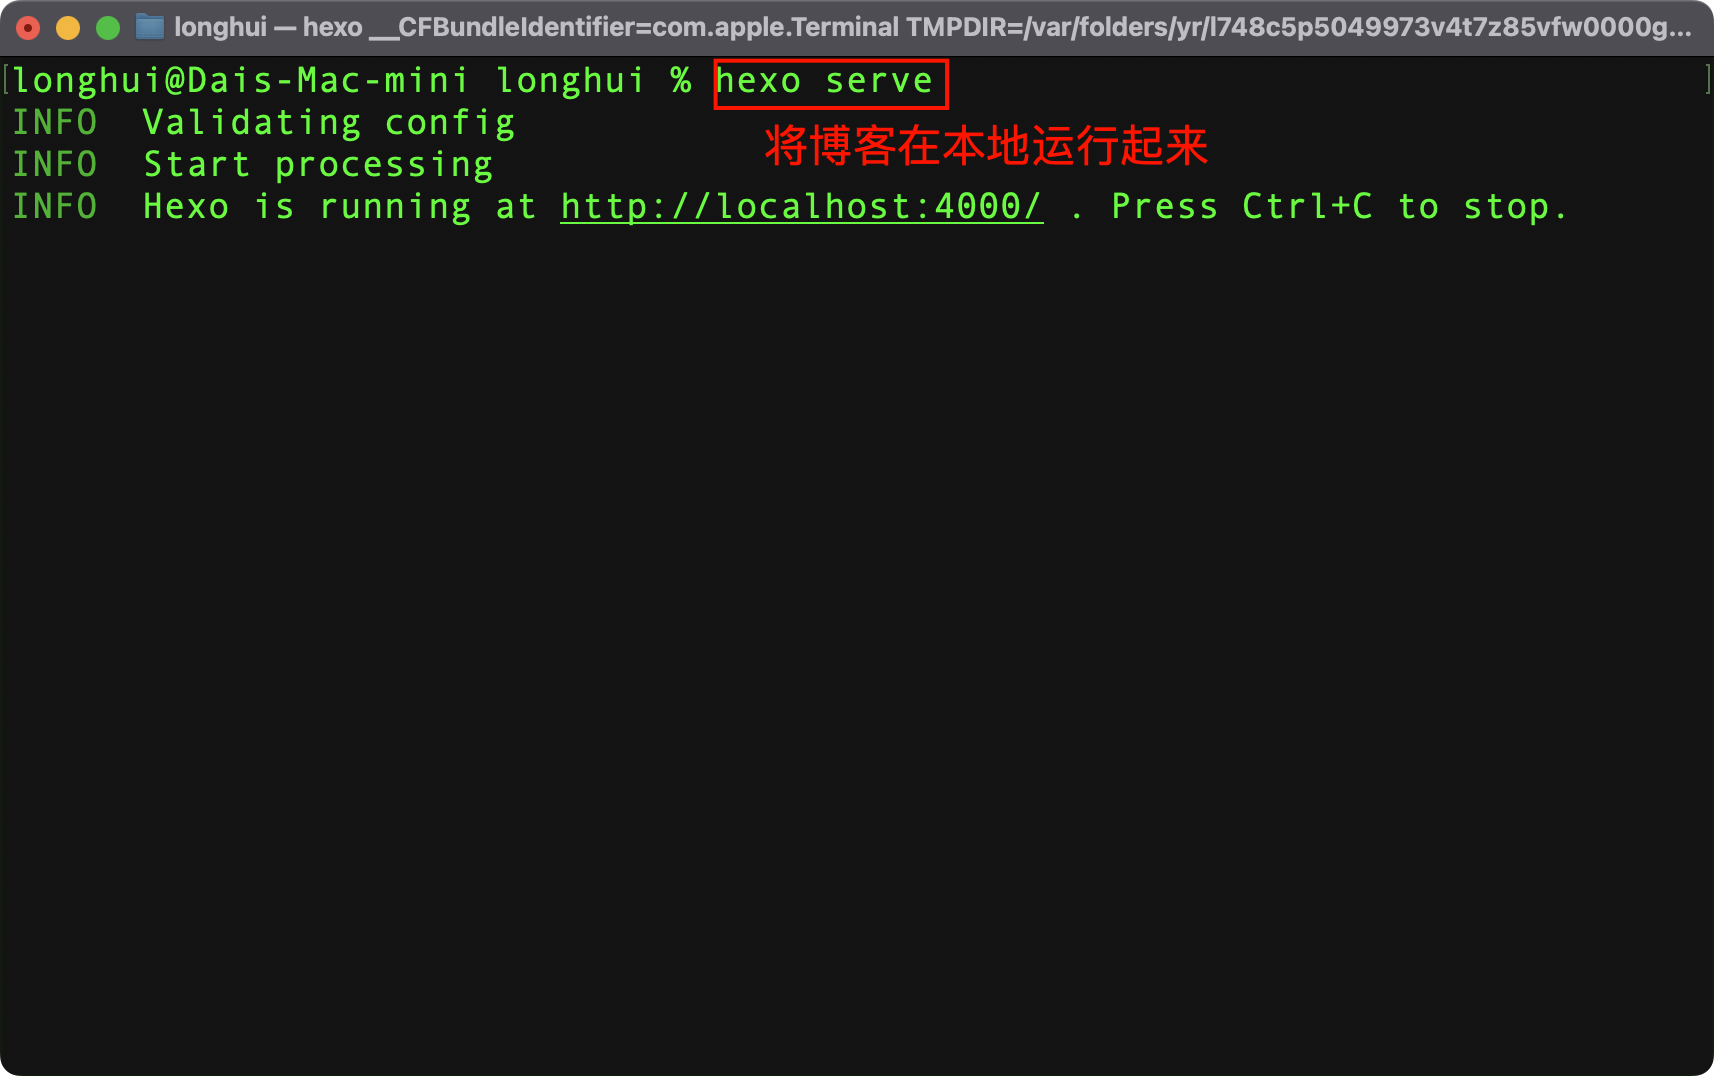 longhui — hexo __CFBundleIdentifier=com.apple.Terminal TMPDIR=/var/folders/yr/l748c5p5049973v4t7z85vfw0000g...
[longhui@Dais-Mac-mini longhui % hexo serve ]
INFO  Validating config
将博客在本地运行起来
INFO  Start processing
INFO  Hexo is running at http://localhost:4000/ . Press Ctrl+C to stop.